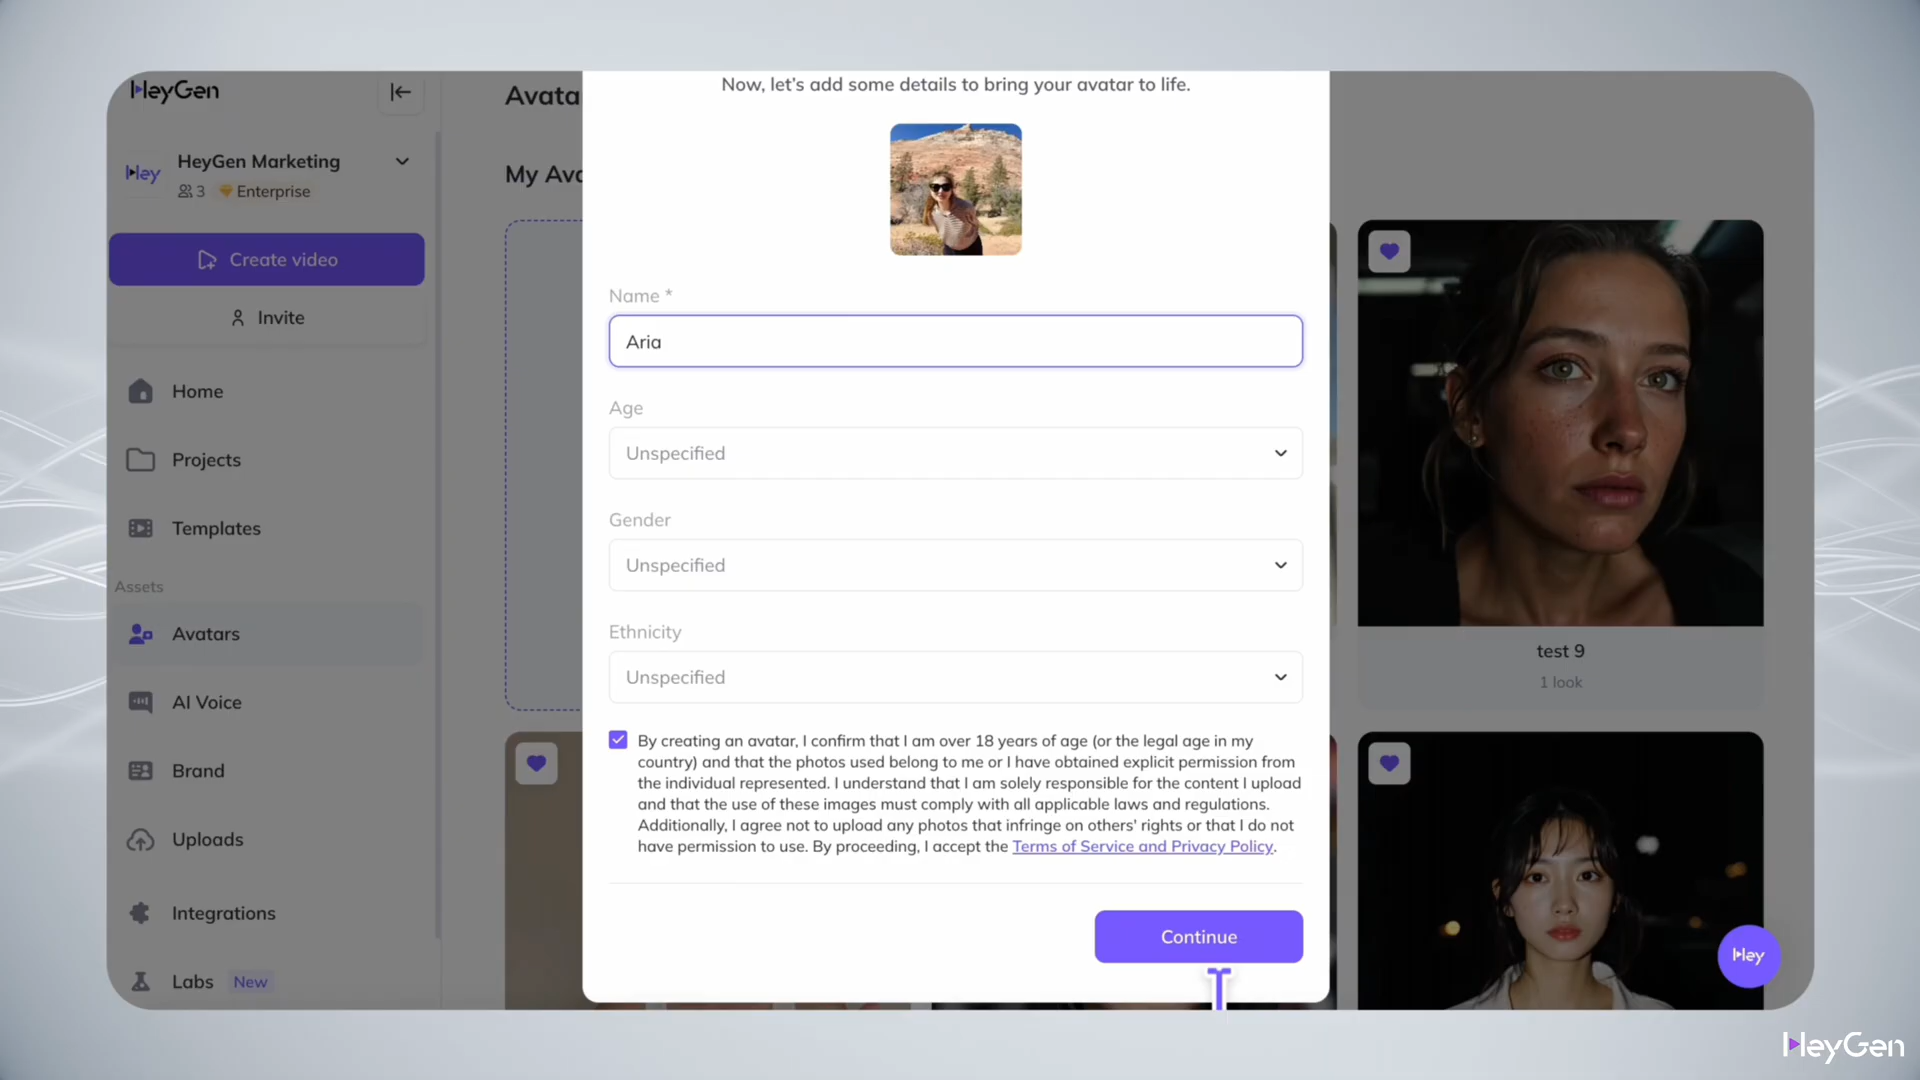 HeyGen
Hey
HeyGen Marketing
3
Enterprise
Create video
Invite
Home
Projects
Templates
Assets
Avatars
AI Voice
Brand
Uploads
Integrations
Labs
New
Avata
My Ava
Now, let's add some details to bring your avatar to life.
Name *
Aria
Age
Unspecified
Gender
Unspecified
Ethnicity
Unspecified
By creating an avatar, I confirm that I am over 18 years of age (or the legal age in my
country) and that the photos used belong to me or I have obtained explicit permission from
the individual represented. I understand that I am solely responsible for the content I upload
and that the use of these images must comply with all applicable laws and regulations.
Additionally, I agree not to upload any photos that infringe on others' rights or that I do not
have permission to use. By proceeding, I accept the Terms of Service and Privacy Policy.
Continue
test 9
1 look
Hey
HeyGen